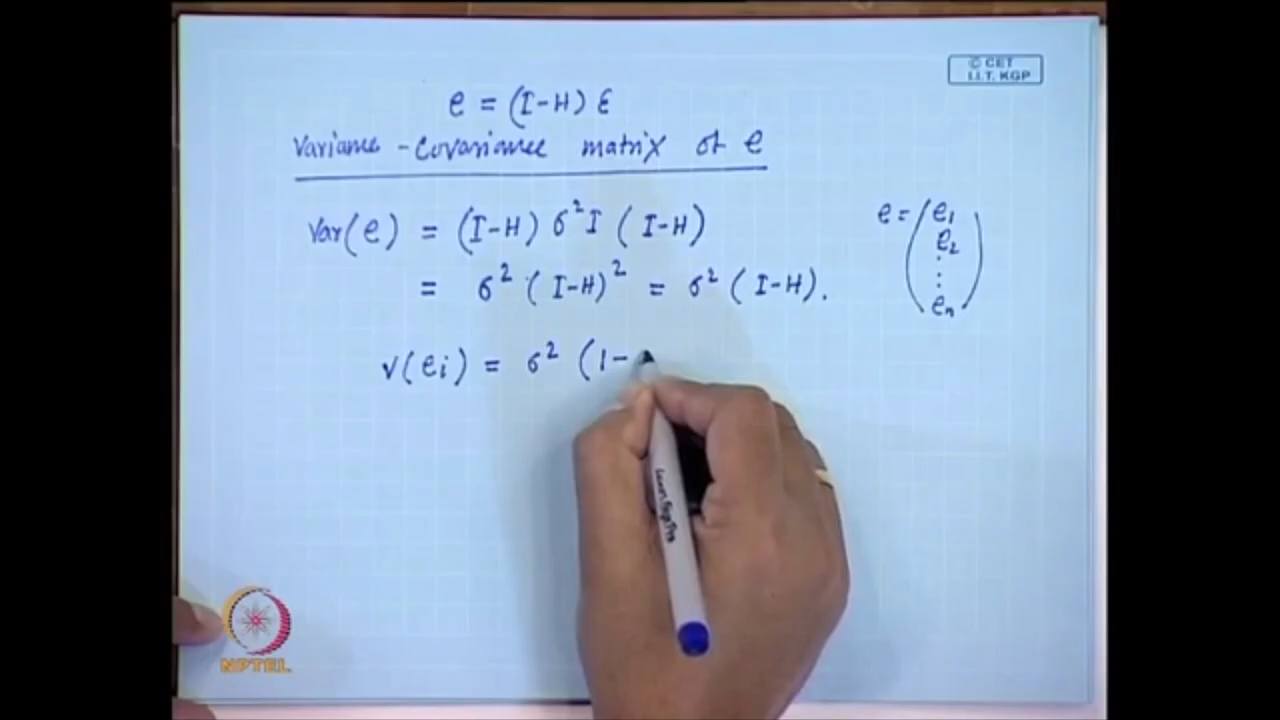 © CET
I.I.T. KGP
e = (I-H) ε
Variance-Covariance matrix of e
Var(e) = (I-H) σ²I (I-H)
= σ² (I-H)² = σ² (I-H).
e = (e₁
e₂
⋮
eₙ)
V(eᵢ) = σ² (1-
NPTEL